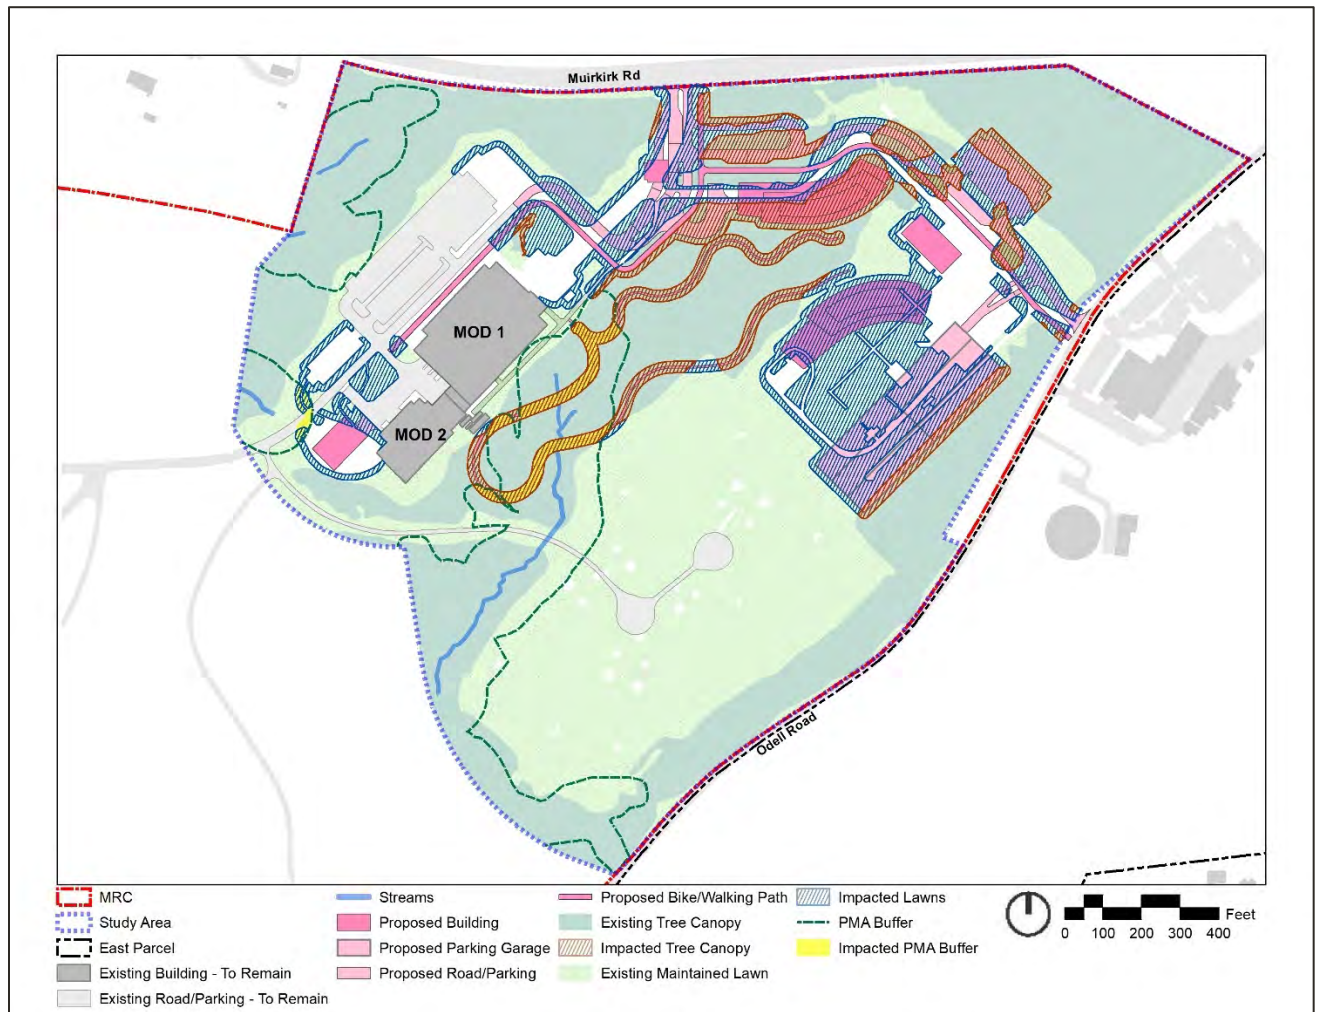 Muirkirk Rd
MOD 1
MOD 2
Odell Road
MRC
Study Area
East Parcel
Existing Building - To Remain
Existing Road/Parking - To Remain
Streams
Proposed Building
Proposed Parking Garage
Proposed Road/Parking
Proposed Bike/Walking Path
Existing Tree Canopy
Impacted Tree Canopy
Existing Maintained Lawn
Impacted Lawns
PMA Buffer
Impacted PMA Buffer
Feet
0 100 200 300 400